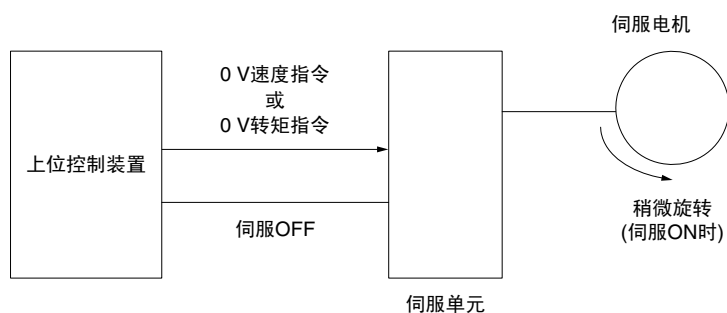 伺服电机
0 V速度指令
或
0 V转矩指令
上位控制装置
伺服OFF
稍微旋转
(伺服ON时)
伺服单元